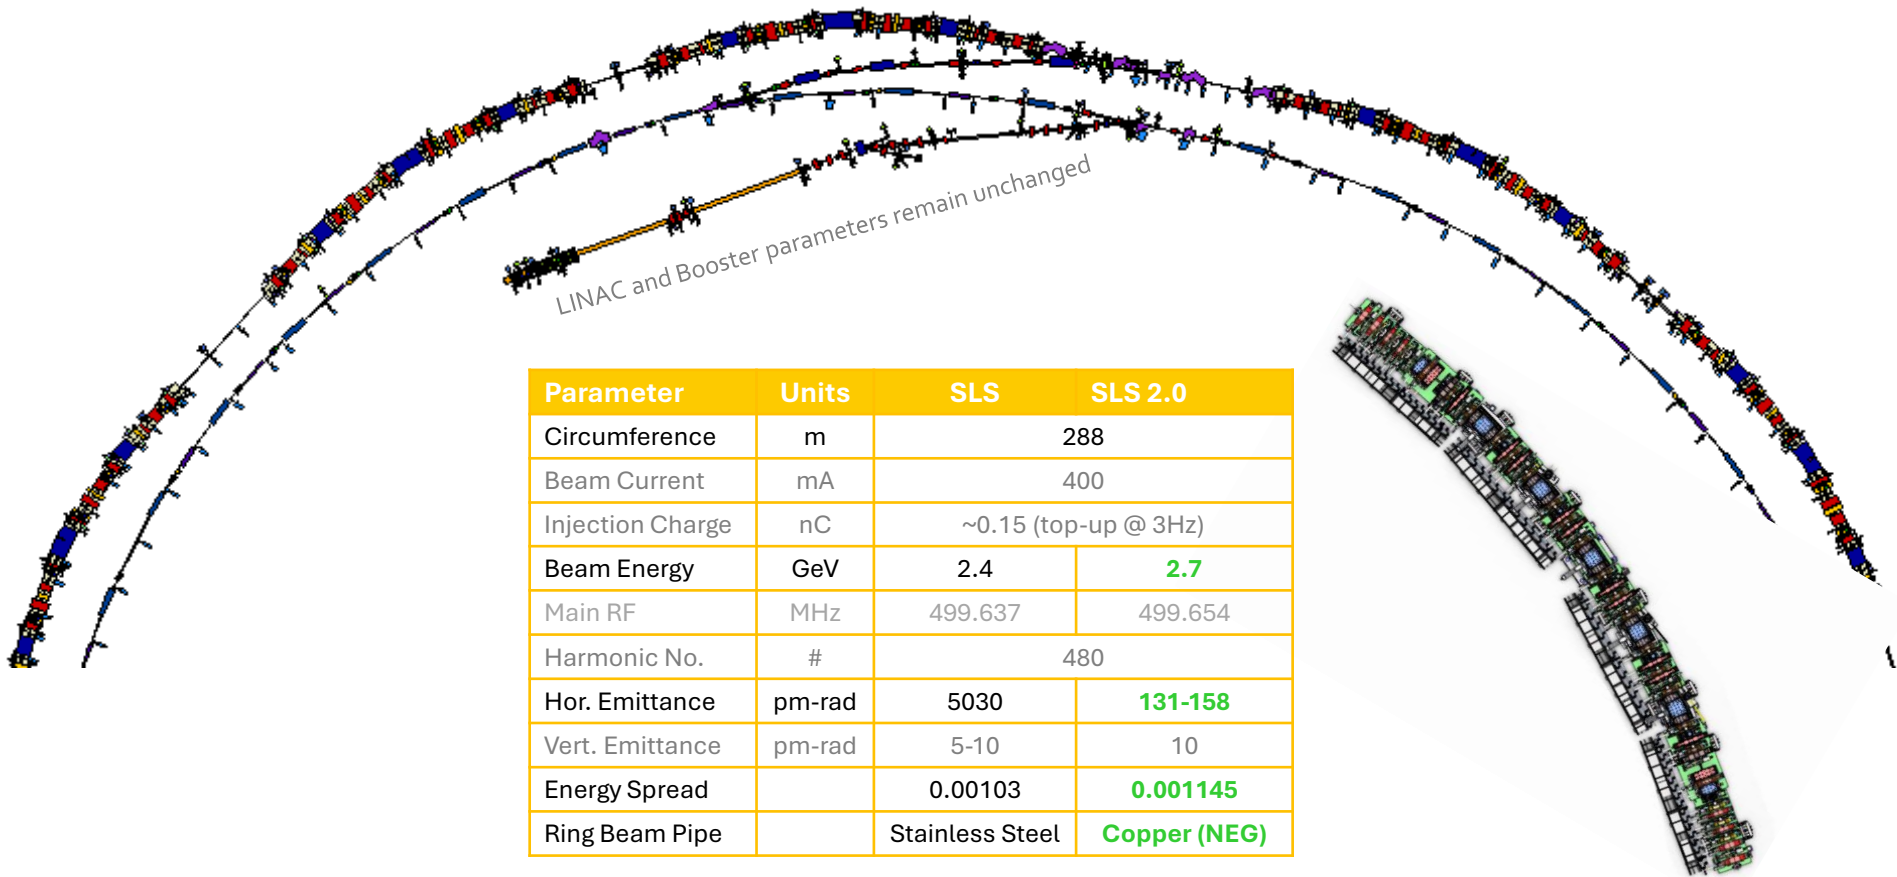 LINAC and Booster parameters remain unchanged
Parameter Units SLS SLS 2.0
Circumference m 288
Beam Current mA 400
Injection Charge nC ~0.15 (top-up @ 3Hz)
Beam Energy GeV 2.4 2.7
Main RF MHz 499.637 499.654
Harmonic No. # 480
Hor. Emittance pm-rad 5030 131-158
Vert. Emittance pm-rad 5-10 10
Energy Spread 0.00103 0.001145
Ring Beam Pipe Stainless Steel Copper (NEG)